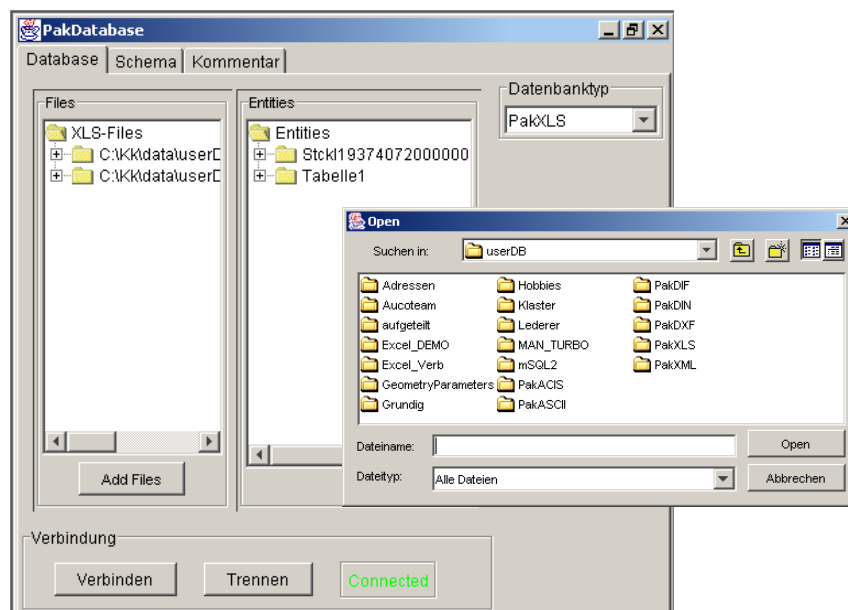 PakDatabase
Database Schema Kommentar
Files
XLS-Files
C:\Kk\data\userD
C:\Kk\data\userD
Add Files
Entities
Entities
Stckl19374072000000
Tabelle1
Datenbanktyp
PakXLS
Open
Suchen in: userDB
Adressen Hobbies PakDIF
Aucoteam Klaster PakDIN
aufgeteilt Lederer PakDXF
Excel_DEMO MAN_TURBO PakXLS
Excel_Verb mSQL2 PakXML
GeometryParameters PakACIS
Grundig PakASCII
Dateiname: Open
Dateityp: Alle Dateien Abbrechen
Verbindung
Verbinden Trennen Connected